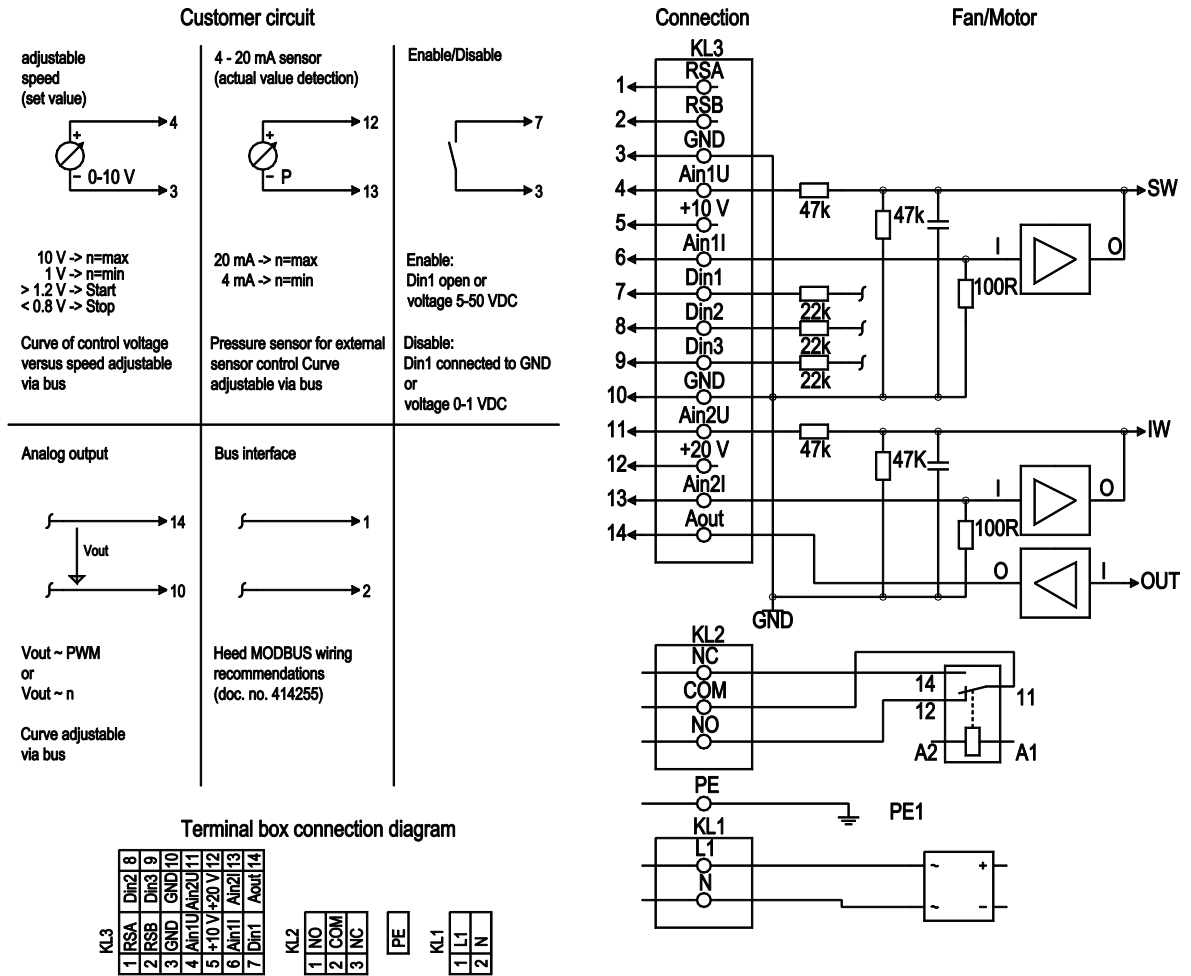 Customer circuit
adjustable
speed
(set value)
+
4
− 0-10 V
3
10 V -> n=max
1 V -> n=min
> 1.2 V -> Start
< 0.8 V -> Stop
Curve of control voltage
versus speed adjustable
via bus
4 - 20 mA sensor
(actual value detection)
+
12
− P
13
20 mA -> n=max
4 mA -> n=min
Pressure sensor for external
sensor control Curve
adjustable via bus
Enable/Disable
7
3
Enable:
Din1 open or
voltage 5-50 VDC
Disable:
Din1 connected to GND
or
voltage 0-1 VDC
Analog output
14
Vout
10
Vout ~ PWM
or
Vout ~ n
Curve adjustable
via bus
Bus interface
1
2
Heed MODBUS wiring
recommendations
(doc. no. 414255)
Connection
Fan/Motor
KL3
1 RSA
2 RSB
3 GND
4 Ain1U 47k SW
5 +10 V
47k
6 Ain1I I O
100R
7 Din1 22k
8 Din2 22k
9 Din3 22k
10 GND
11 Ain2U 47k IW
12 +20 V
47K
13 Ain2I I O
100R
14 Aout
O I OUT
GND
KL2
NC
COM
NO
14
12
11
A2
A1
PE
PE1
KL1
L1
N
~ +
~ −
Terminal box connection diagram
KL3
1 RSA Din2 8
2 RSB Din3 9
3 GND GND 10
4 Ain1U Ain2U 11
5 +10 V +20 V 12
6 Ain1I Ain2I 13
7 Din1 Aout 14
KL2
1 NO
2 COM
3 NC
PE
KL1
1 L1
2 N